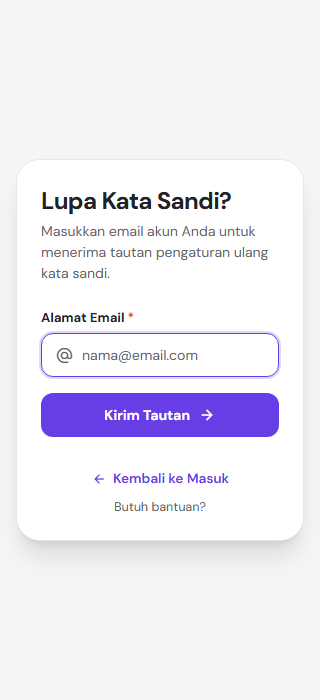 Lupa Kata Sandi?
Masukkan email akun Anda untuk
menerima tautan pengaturan ulang
kata sandi.
Alamat Email *
nama@email.com
Kirim Tautan →
← Kembali ke Masuk
Butuh bantuan?